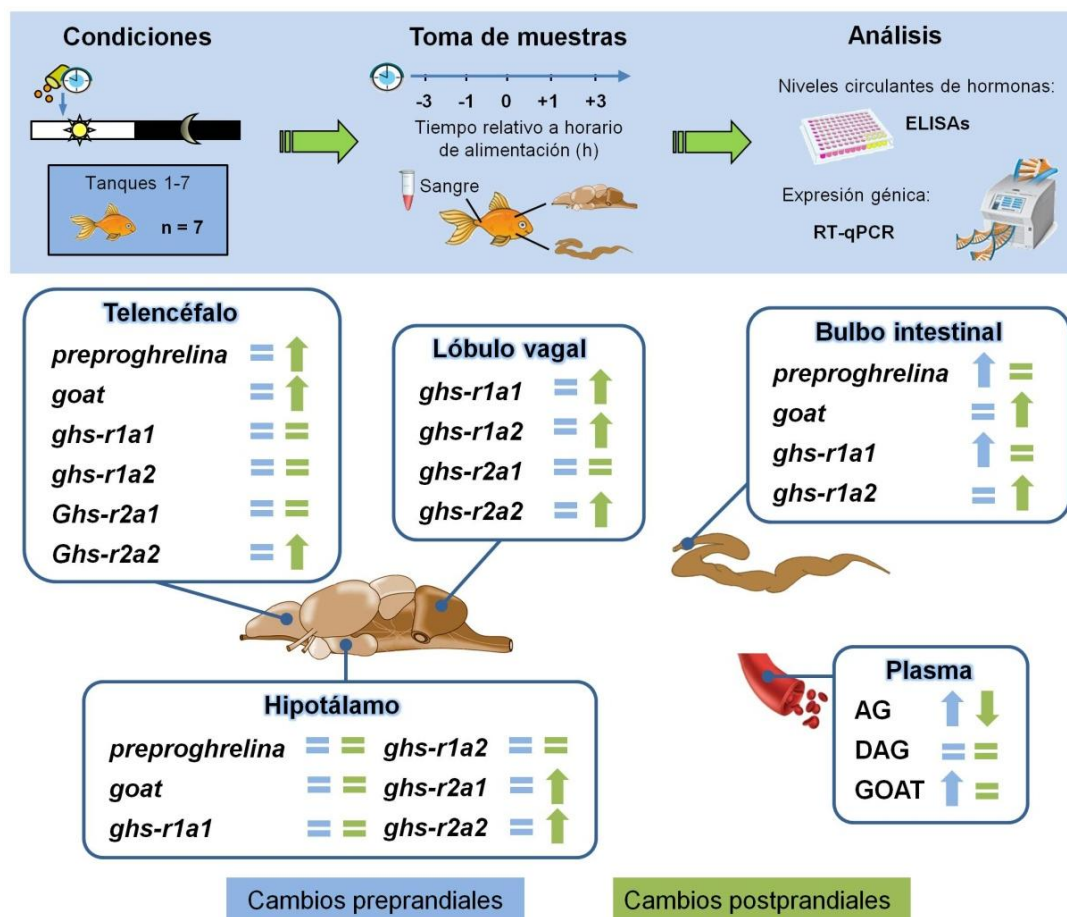 Condiciones
Tanques 1-7
n = 7
Toma de muestras
-3 -1 0 +1 +3
Tiempo relativo a horario
de alimentación (h)
Sangre
Análisis
Niveles circulantes de hormonas:
ELISAs
Expresión génica:
RT-qPCR
Telencéfalo
preproghrelina = ↑
goat = ↑
ghs-r1a1 = =
ghs-r1a2 = =
Ghs-r2a1 = =
Ghs-r2a2 = ↑
Lóbulo vagal
ghs-r1a1 = ↑
ghs-r1a2 = ↑
ghs-r2a1 = =
ghs-r2a2 = ↑
Bulbo intestinal
preproghrelina ↑ =
goat = ↑
ghs-r1a1 ↑ =
ghs-r1a2 = ↑
Hipotálamo
preproghrelina = = ghs-r1a2 = =
goat = = ghs-r2a1 = ↑
ghs-r1a1 = = ghs-r2a2 = ↑
Plasma
AG ↑ ↓
DAG = =
GOAT ↑ =
Cambios preprandiales
Cambios postprandiales